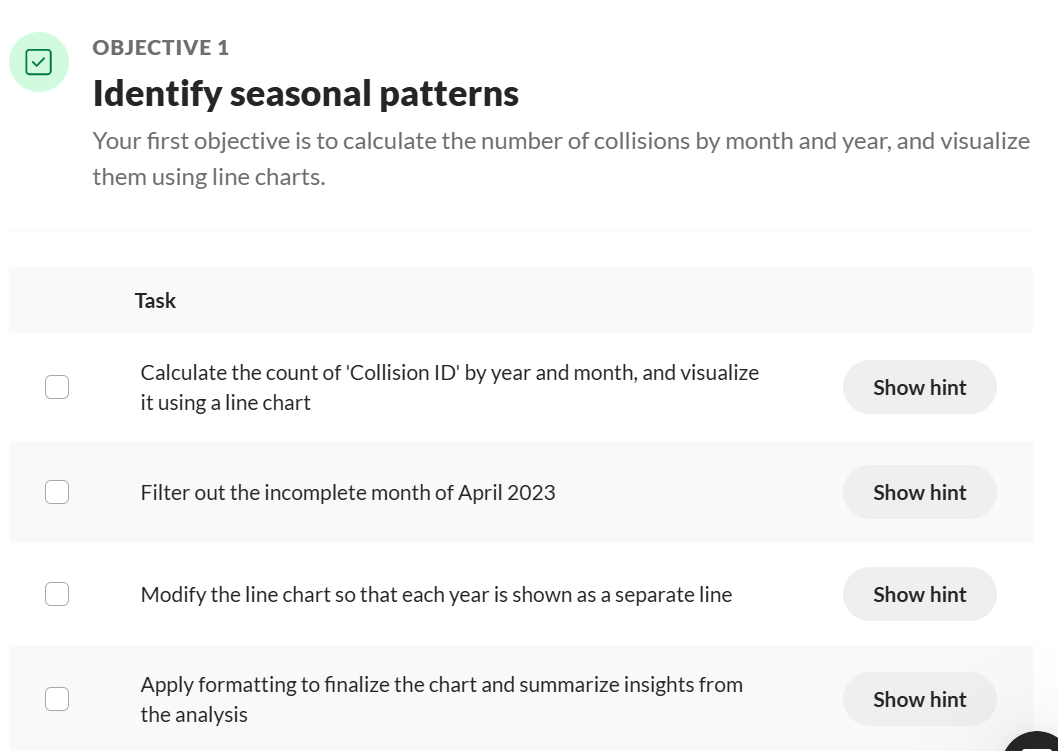 OBJECTIVE 1
Identify seasonal patterns
Your first objective is to calculate the number of collisions by month and year, and visualize
them using line charts.
Task
Calculate the count of 'Collision ID' by year and month, and visualize
it using a line chart
Show hint
Filter out the incomplete month of April 2023
Show hint
Modify the line chart so that each year is shown as a separate line
Show hint
Apply formatting to finalize the chart and summarize insights from
the analysis
Show hint